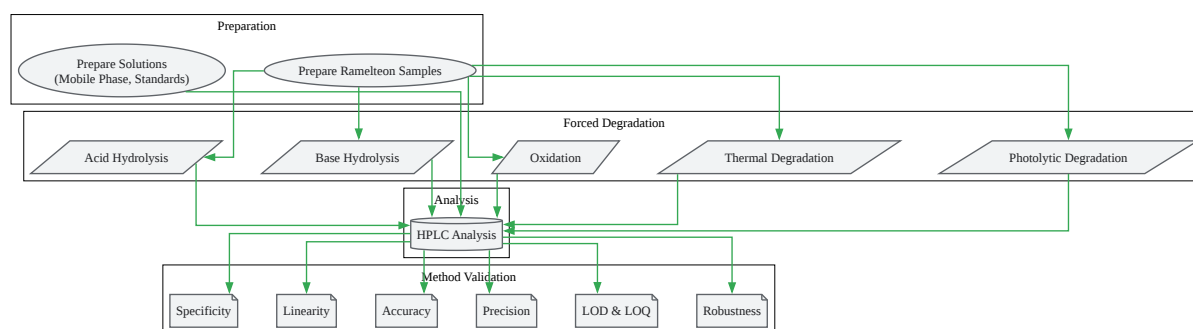 Preparation
Prepare Solutions
(Mobile Phase, Standards)
Prepare Ramelteon Samples
Forced Degradation
Acid Hydrolysis
Base Hydrolysis
Oxidation
Thermal Degradation
Photolytic Degradation
Analysis
HPLC Analysis
Method Validation
Specificity
Linearity
Accuracy
Precision
LOD & LOQ
Robustness